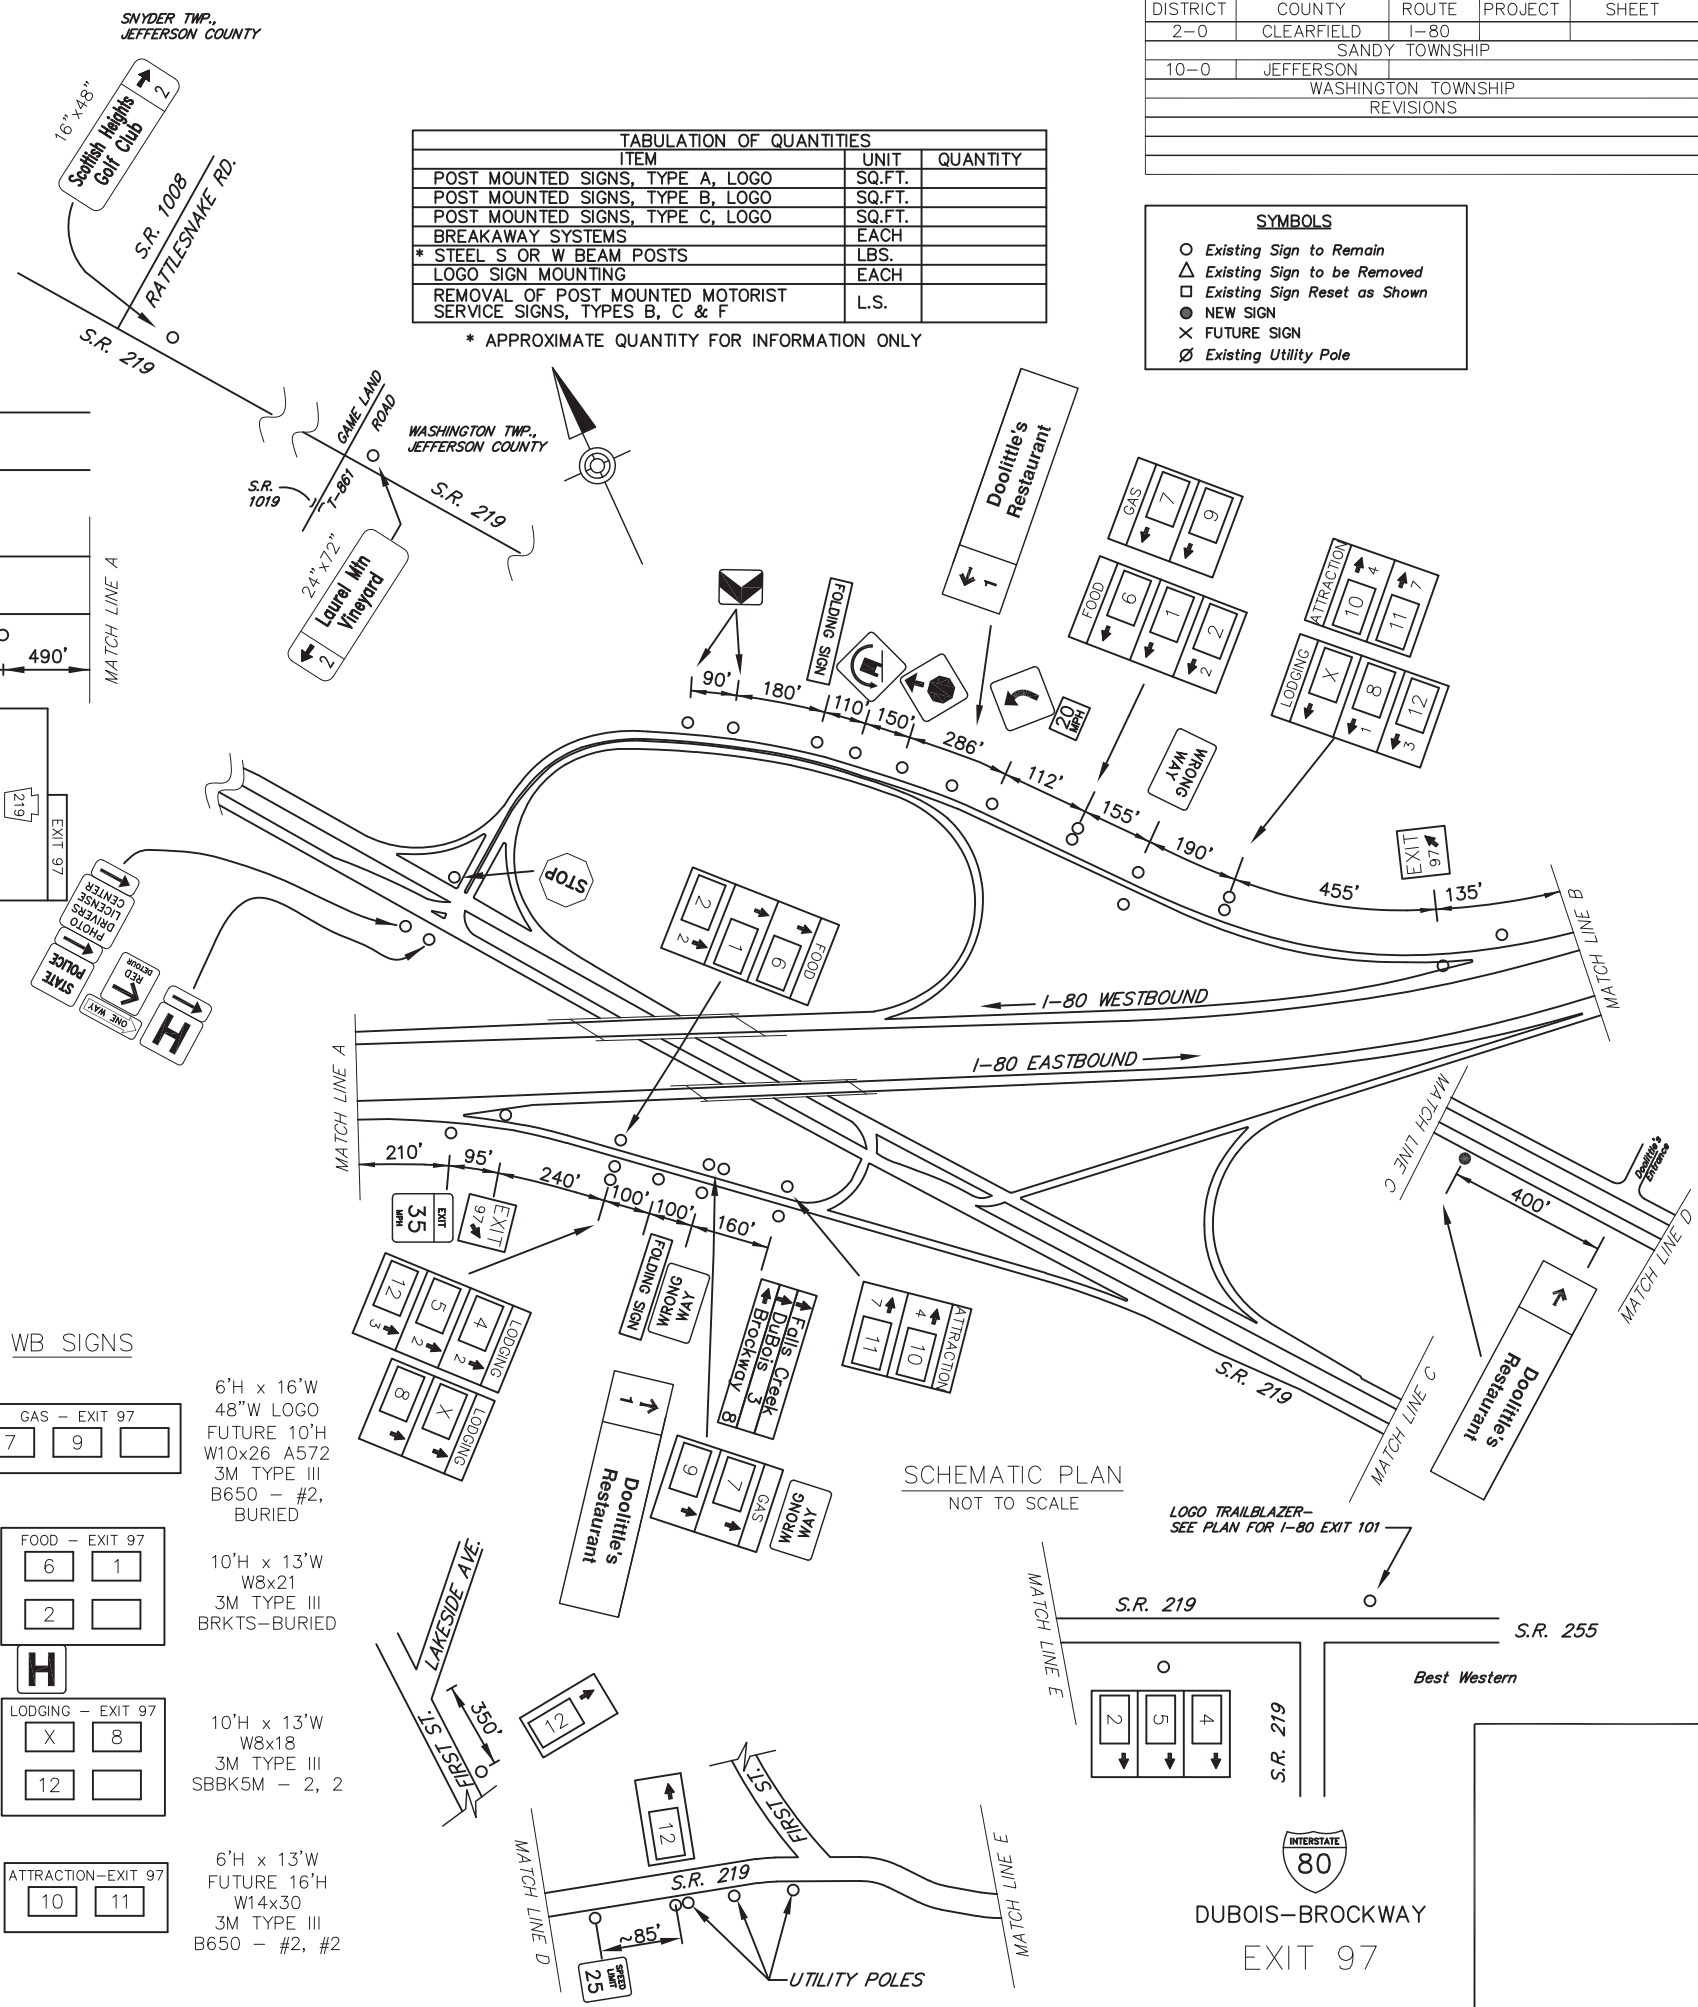 SNYDER TWP.,
JEFFERSON COUNTY
16"x48"
Scottish Heights
Golf Club
2
S.R. 1008
RATTLESNAKE RD.
S.R. 219
DISTRICT COUNTY ROUTE PROJECT SHEET
2-0 CLEARFIELD I-80
SANDY TOWNSHIP
10-0 JEFFERSON
WASHINGTON TOWNSHIP
REVISIONS
TABULATION OF QUANTITIES
ITEM UNIT QUANTITY
POST MOUNTED SIGNS, TYPE A, LOGO SQ.FT.
POST MOUNTED SIGNS, TYPE B, LOGO SQ.FT.
POST MOUNTED SIGNS, TYPE C, LOGO SQ.FT.
BREAKAWAY SYSTEMS EACH
* STEEL S OR W BEAM POSTS LBS.
LOGO SIGN MOUNTING EACH
REMOVAL OF POST MOUNTED MOTORIST
SERVICE SIGNS, TYPES B, C & F L.S.
* APPROXIMATE QUANTITY FOR INFORMATION ONLY
SYMBOLS
Existing Sign to Remain
Existing Sign to be Removed
Existing Sign Reset as Shown
NEW SIGN
FUTURE SIGN
Existing Utility Pole
GAME LAND
ROAD
WASHINGTON TWP.,
JEFFERSON COUNTY
S.R.
1019
T-861
S.R. 219
24"x72"
Laurel Mtn
Vineyard
2
MATCH LINE A
490'
Doolittle's
Restaurant
1
GAS
7
9
FOOD
6
1
2
2
ATTRACTION
10
4
11
7
LODGING
X
8
1
12
3
FOLDING SIGN
20
MPH
WRONG
WAY
EXIT
97
90'
180'
110'
150'
286'
112'
155'
190'
455'
135'
MATCH LINE B
MATCH LINE B
219
EXIT 97
PHOTO
DRIVERS
LICENSE
CENTER
STATE
POLICE
RED
DETOUR
ONE WAY
H
STOP
FOOD
6
1
2
2
I-80 WESTBOUND
I-80 EASTBOUND
MATCH LINE A
210'
95'
240'
100'
100'
160'
EXIT
35
MPH
EXIT
97
LODGING
4
2
5
2
12
3
LODGING
X
8
FOLDING SIGN
WRONG
WAY
Falls Creek
DuBois 3
Brockway 8
ATTRACTION
10
4
11
7
Doolittle's
Restaurant
1
GAS
7
9
WRONG
WAY
S.R. 219
MATCH LINE C
MATCH LINE C
Doolittle's
Entrance
400'
MATCH LINE D
Doolittle's
Restaurant
SCHEMATIC PLAN
NOT TO SCALE
WB SIGNS
GAS - EXIT 97
7 9
6'H x 16'W
48"W LOGO
FUTURE 10'H
W10x26 A572
3M TYPE III
B650 - #2,
BURIED
FOOD - EXIT 97
6 1
2
10'H x 13'W
W8x21
3M TYPE III
BRKTS-BURIED
H
LODGING - EXIT 97
X 8
12
10'H x 13'W
W8x18
3M TYPE III
SBBK5M - 2, 2
ATTRACTION-EXIT 97
10 11
6'H x 13'W
FUTURE 16'H
W14x30
3M TYPE III
B650 - #2, #2
LAKESIDE AVE.
FIRST ST.
350'
12
12
FIRST ST.
S.R. 219
MATCH LINE D
MATCH LINE E
~85'
SPEED
LIMIT
25
UTILITY POLES
LOGO TRAILBLAZER-
SEE PLAN FOR I-80 EXIT 101
MATCH LINE E
S.R. 219
S.R. 255
Best Western
S.R. 219
2
5
4
INTERSTATE
80
DUBOIS-BROCKWAY
EXIT 97